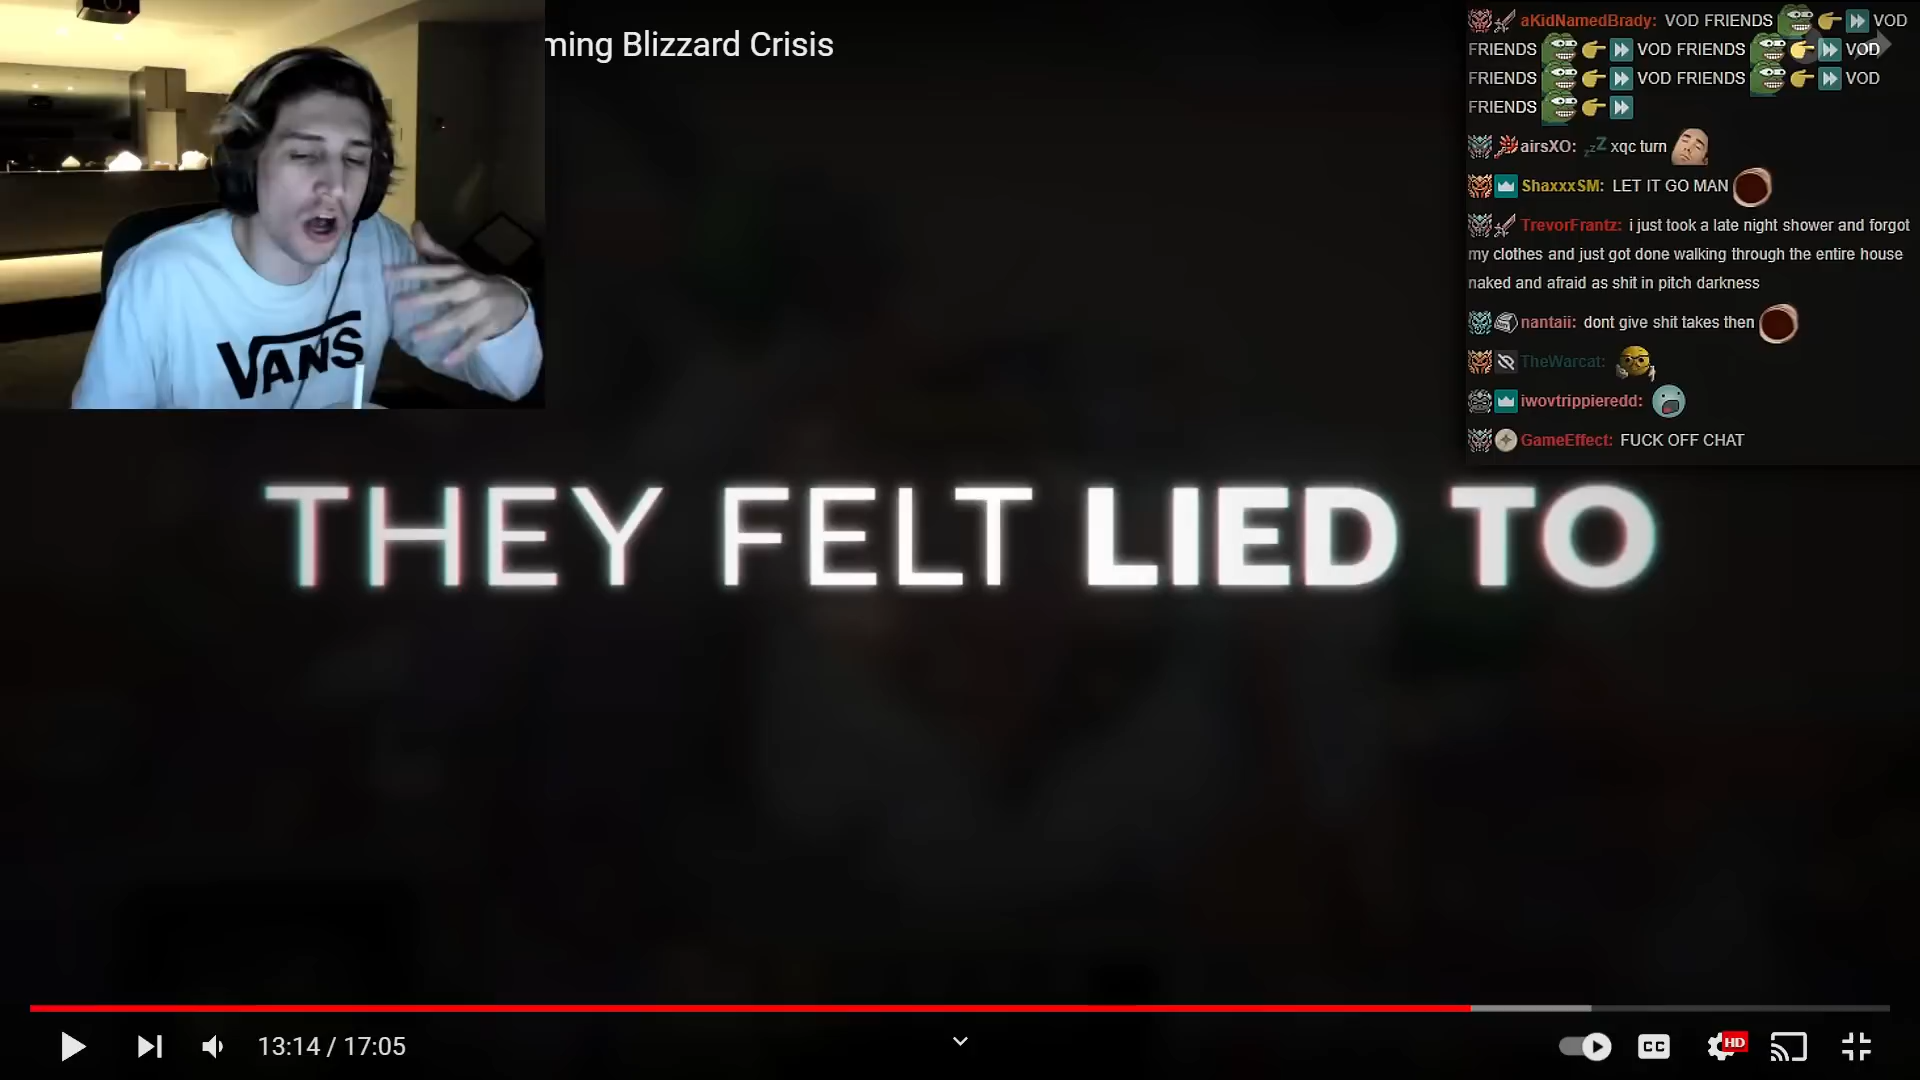 ming Blizzard Crisis
VANS
aKidNamedBrady: VOD FRIENDS VOD
FRIENDS VOD FRIENDS VOD
FRIENDS VOD FRIENDS VOD
FRIENDS
airsXO: zzZ xqc turn
ShaxxxSM: LET IT GO MAN
TrevorFrantz: i just took a late night shower and forgot
my clothes and just got done walking through the entire house
naked and afraid as shit in pitch darkness
nantaii: dont give shit takes then
TheWarcat:
iwovtrippieredd:
GameEffect: FUCK OFF CHAT
THEY FELT LIED TO
13:14 / 17:05
CC
HD